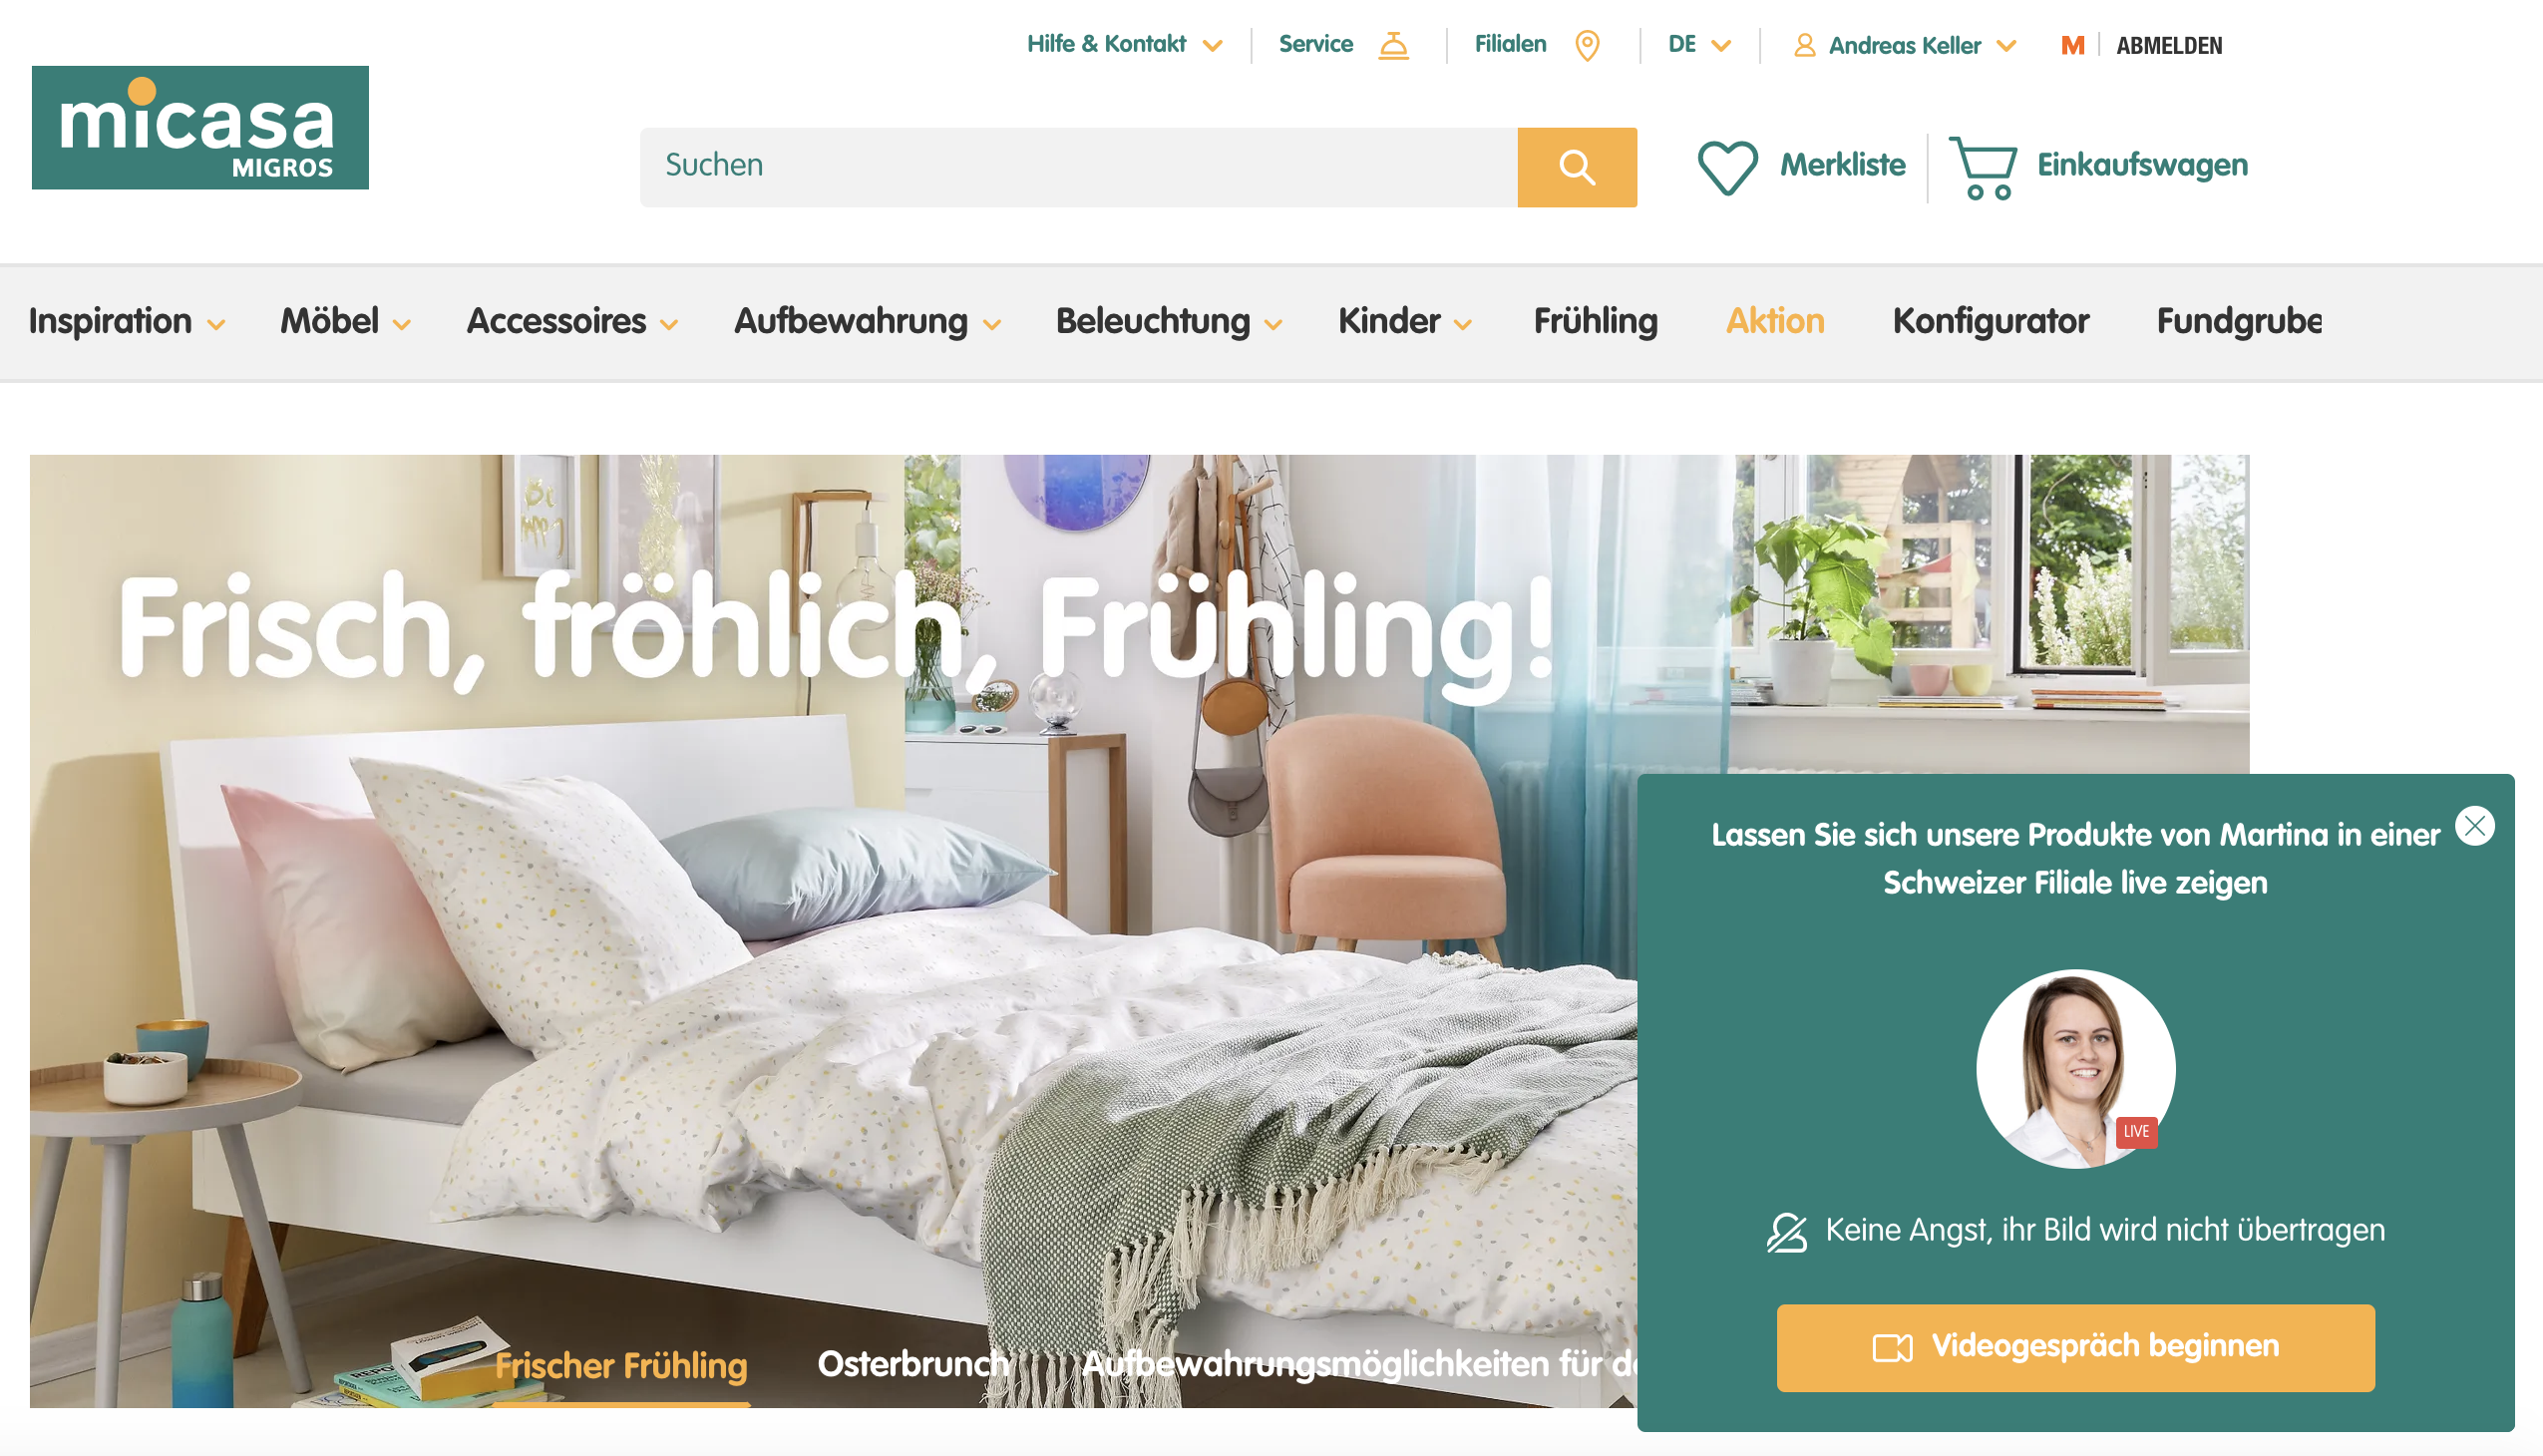 Hilfe & Kontakt
Service
Filialen
DE
Andreas Keller
M
ABMELDEN
micasa
MIGROS
Suchen
Merkliste
Einkaufswagen
Inspiration
Möbel
Accessoires
Aufbewahrung
Beleuchtung
Kinder
Frühling
Aktion
Konfigurator
Fundgrube
Frisch, fröhlich, Frühling!
Lassen Sie sich unsere Produkte von Martina in einer
Schweizer Filiale live zeigen
LIVE
Keine Angst, ihr Bild wird nicht übertragen
Videogespräch beginnen
Frischer Frühling
Osterbrunch
Aufbewahrungsmöglichkeiten für